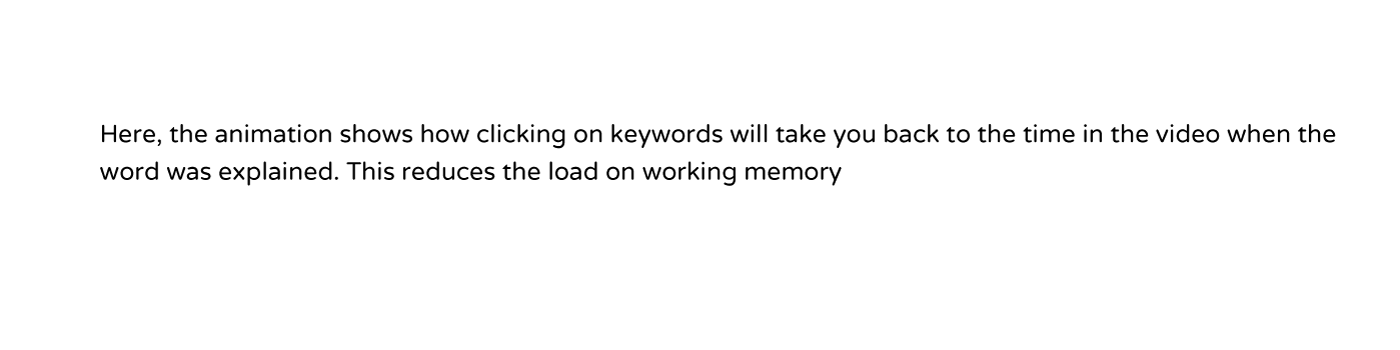 Here, the animation shows how clicking on keywords will take you back to the time in the video when the
word was explained. This reduces the load on working memory